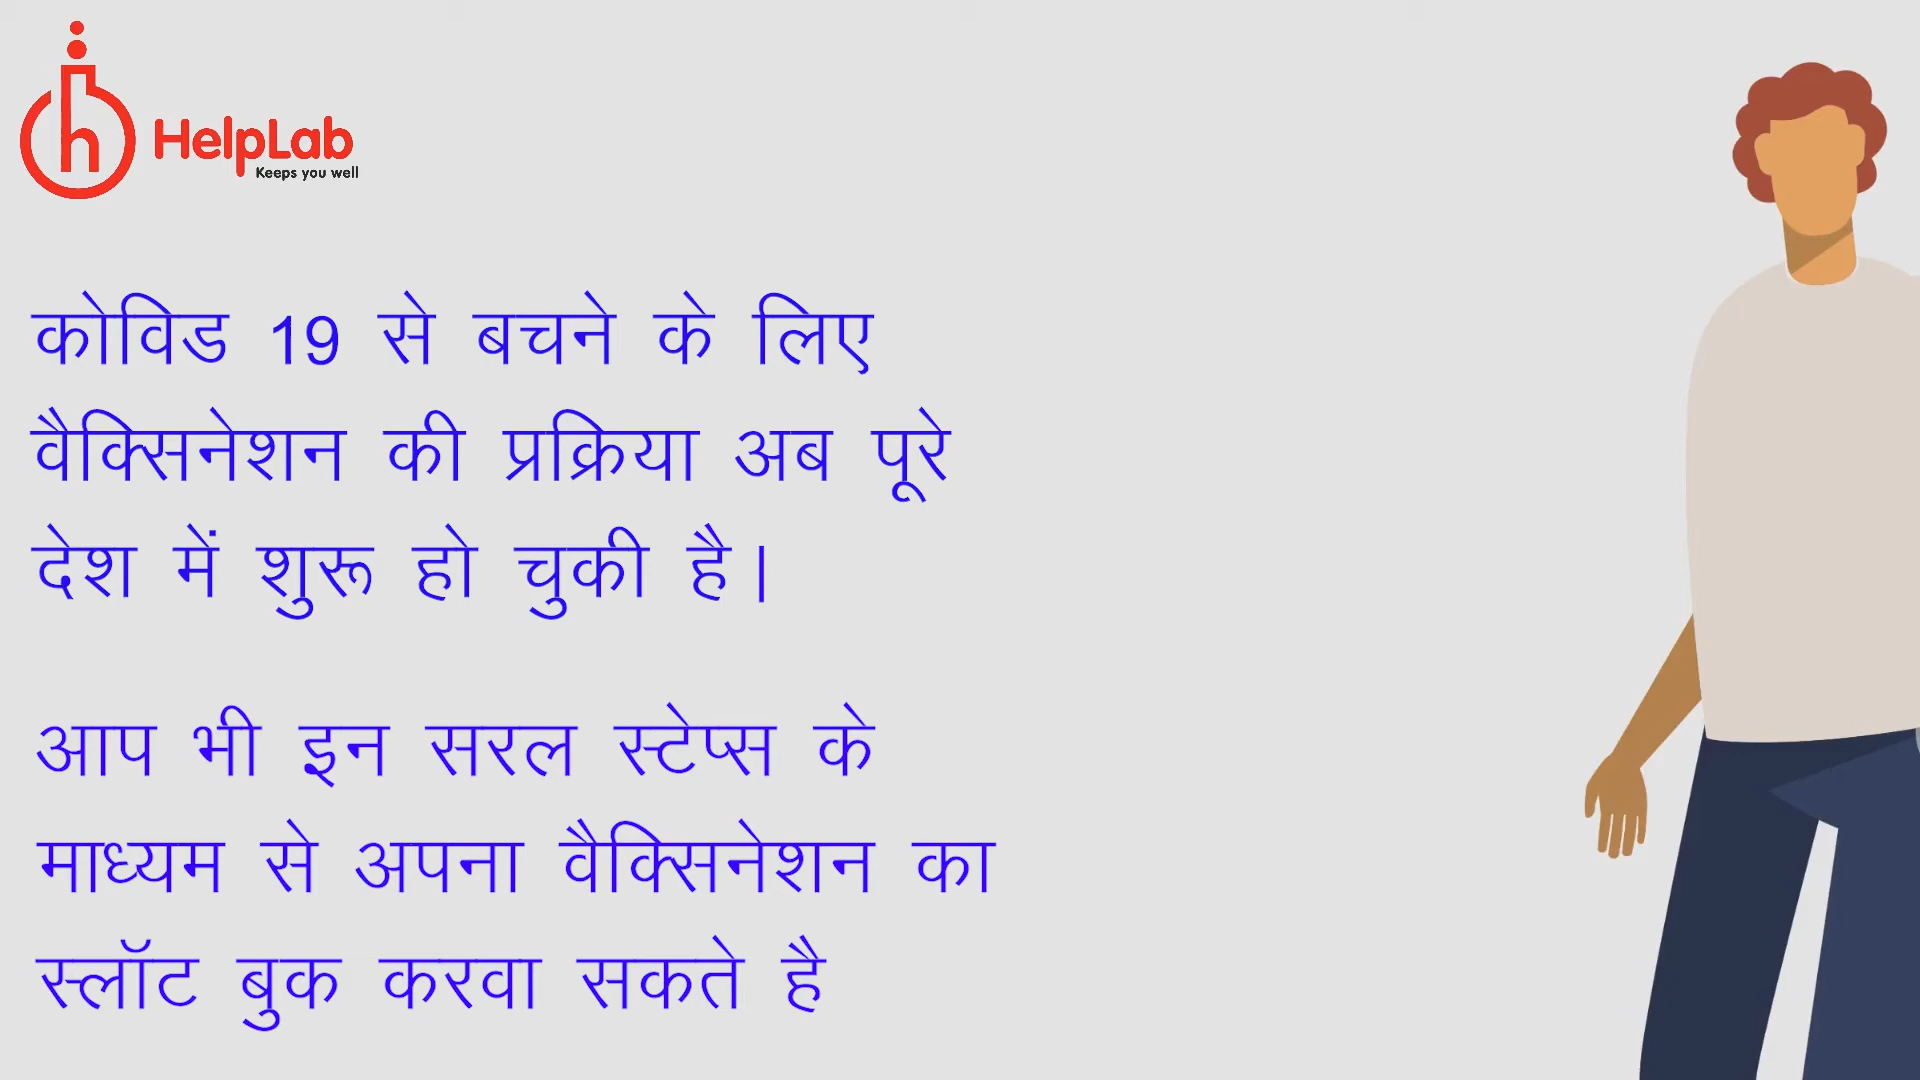 HelpLab
Keeps you well
कोविड 19 से बचने के लिए
वैक्सिनेशन की प्रक्रिया अब पूरे
देश में शुरू हो चुकी है|
आप भी इन सरल स्टेप्स के
माध्यम से अपना वैक्सिनेशन का
स्लॉट बुक करवा सकते है